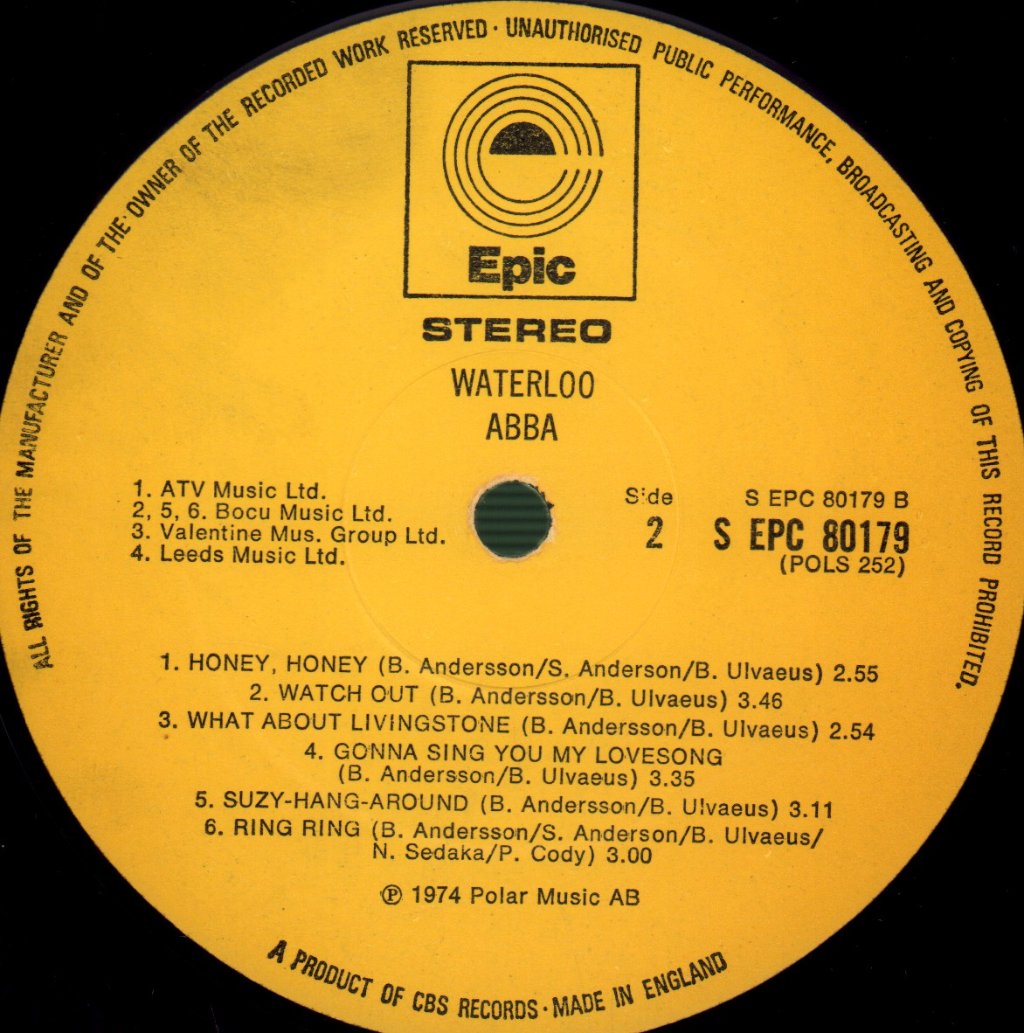 ALL RIGHTS OF THE MANUFACTURER AND OF THE OWNER OF THE RECORDED WORK RESERVED · UNAUTHORISED PUBLIC PERFORMANCE, BROADCASTING AND COPYING OF THIS RECORD PROHIBITED.
Epic
STEREO
WATERLOO
ABBA
1. ATV Music Ltd.
2, 5, 6. Bocu Music Ltd.
3. Valentine Mus. Group Ltd.
4. Leeds Music Ltd.
Side
2
S EPC 80179 B
S EPC 80179
(POLS 252)
1. HONEY, HONEY (B. Andersson/S. Anderson/B. Ulvaeus) 2.55
2. WATCH OUT (B. Andersson/B. Ulvaeus) 3.46
3. WHAT ABOUT LIVINGSTONE (B. Andersson/B. Ulvaeus) 2.54
4. GONNA SING YOU MY LOVESONG
(B. Andersson/B. Ulvaeus) 3.35
5. SUZY-HANG-AROUND (B. Andersson/B. Ulvaeus) 3.11
6. RING RING (B. Andersson/S. Anderson/B. Ulvaeus/
N. Sedaka/P. Cody) 3.00
℗ 1974 Polar Music AB
A PRODUCT OF CBS RECORDS · MADE IN ENGLAND